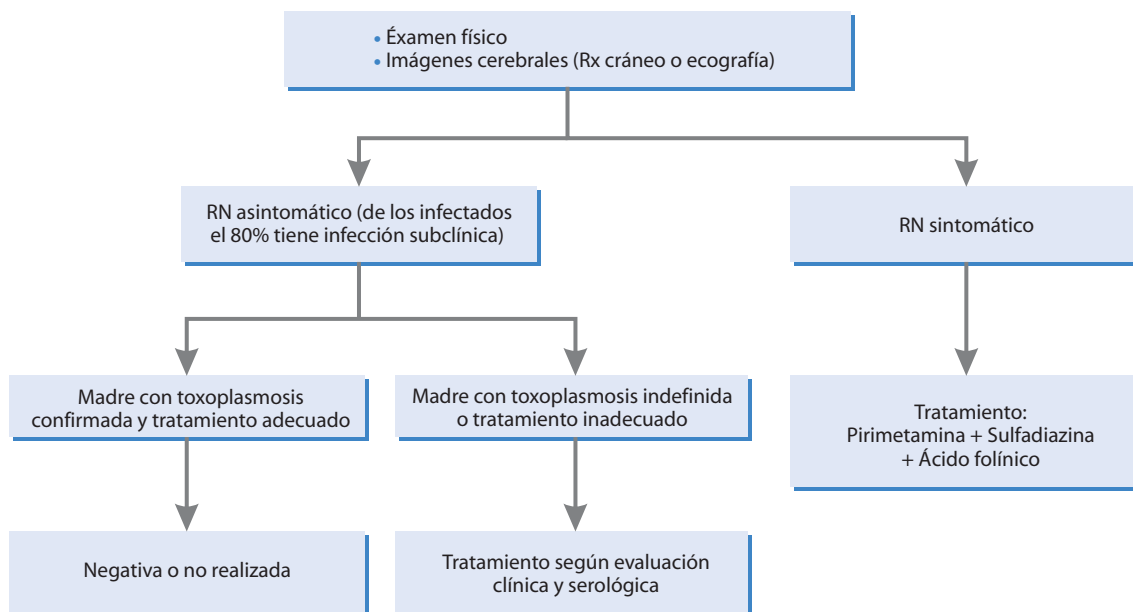 • Éxamen físico
• Imágenes cerebrales (Rx cráneo o ecografía)
RN asintomático (de los infectados
el 80% tiene infección subclínica)
RN sintomático
Madre con toxoplasmosis
confirmada y tratamiento adecuado
Madre con toxoplasmosis indefinida
o tratamiento inadecuado
Tratamiento:
Pirimetamina + Sulfadiazina
+ Ácido folínico
Negativa o no realizada
Tratamiento según evaluación
clínica y serológica